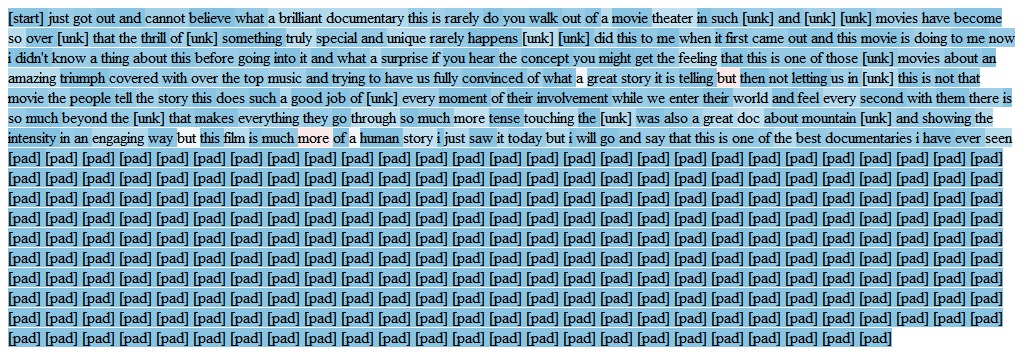 [start] just got out and cannot believe what a brilliant documentary this is rarely do you walk out of a movie theater in such [unk] and [unk] [unk] movies have become
so over [unk] that the thrill of [unk] something truly special and unique rarely happens [unk] [unk] did this to me when it first came out and this movie is doing to me now
i didn't know a thing about this before going into it and what a surprise if you hear the concept you might get the feeling that this is one of those [unk] movies about an
amazing triumph covered with over the top music and trying to have us fully convinced of what a great story it is telling but then not letting us in [unk] this is not that
movie the people tell the story this does such a good job of [unk] every moment of their involvement while we enter their world and feel every second with them there is
so much beyond the [unk] that makes everything they go through so much more tense touching the [unk] was also a great doc about mountain [unk] and showing the
intensity in an engaging way but this film is much more of a human story i just saw it today but i will go and say that this is one of the best documentaries i have ever seen
[pad] [pad] [pad] [pad] [pad] [pad] [pad] [pad] [pad] [pad] [pad] [pad] [pad] [pad] [pad] [pad] [pad] [pad] [pad] [pad] [pad] [pad] [pad] [pad] [pad] [pad] [pad]
[pad] [pad] [pad] [pad] [pad] [pad] [pad] [pad] [pad] [pad] [pad] [pad] [pad] [pad] [pad] [pad] [pad] [pad] [pad] [pad] [pad] [pad] [pad] [pad] [pad] [pad] [pad]
[pad] [pad] [pad] [pad] [pad] [pad] [pad] [pad] [pad] [pad] [pad] [pad] [pad] [pad] [pad] [pad] [pad] [pad] [pad] [pad] [pad] [pad] [pad] [pad] [pad] [pad] [pad]
[pad] [pad] [pad] [pad] [pad] [pad] [pad] [pad] [pad] [pad] [pad] [pad] [pad] [pad] [pad] [pad] [pad] [pad] [pad] [pad] [pad] [pad] [pad] [pad] [pad] [pad] [pad]
[pad] [pad] [pad] [pad] [pad] [pad] [pad] [pad] [pad] [pad] [pad] [pad] [pad] [pad] [pad] [pad] [pad] [pad] [pad] [pad] [pad] [pad] [pad] [pad] [pad] [pad] [pad]
[pad] [pad] [pad] [pad] [pad] [pad] [pad] [pad] [pad] [pad] [pad] [pad] [pad] [pad] [pad] [pad] [pad] [pad] [pad] [pad] [pad] [pad] [pad] [pad] [pad] [pad] [pad]
[pad] [pad] [pad] [pad] [pad] [pad] [pad] [pad] [pad] [pad] [pad] [pad] [pad] [pad] [pad] [pad] [pad] [pad] [pad] [pad] [pad] [pad] [pad] [pad] [pad] [pad] [pad]
[pad] [pad] [pad] [pad] [pad] [pad] [pad] [pad] [pad] [pad] [pad] [pad] [pad] [pad] [pad] [pad] [pad] [pad] [pad] [pad] [pad] [pad] [pad] [pad] [pad] [pad] [pad]
[pad] [pad] [pad] [pad] [pad] [pad] [pad] [pad] [pad] [pad] [pad] [pad] [pad] [pad] [pad] [pad] [pad] [pad] [pad] [pad] [pad] [pad] [pad] [pad] [pad] [pad] [pad]
[pad] [pad] [pad] [pad] [pad] [pad] [pad] [pad] [pad] [pad] [pad] [pad] [pad] [pad] [pad] [pad] [pad] [pad] [pad] [pad] [pad] [pad] [pad] [pad]